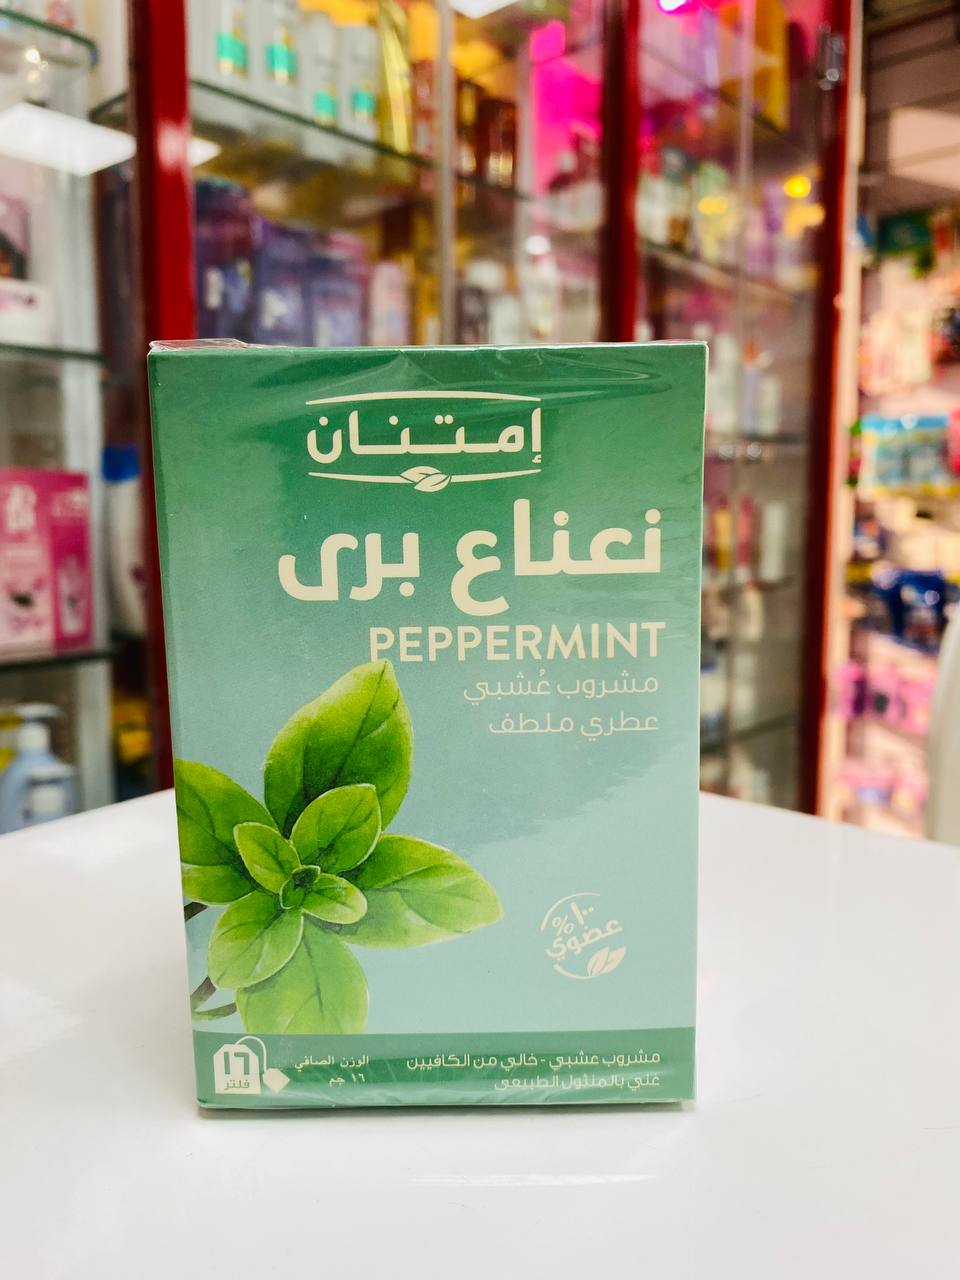 إمتنان
نعناع برى
PEPPERMINT
مشروب عُشبي
عطري ملطف
١٠٠%
عضوي
مشروب عشبي - خالي من الكافيين
غني بالمنثول الطبيعى
الوزن الصافي
١٦ جم
١٦
فلتر